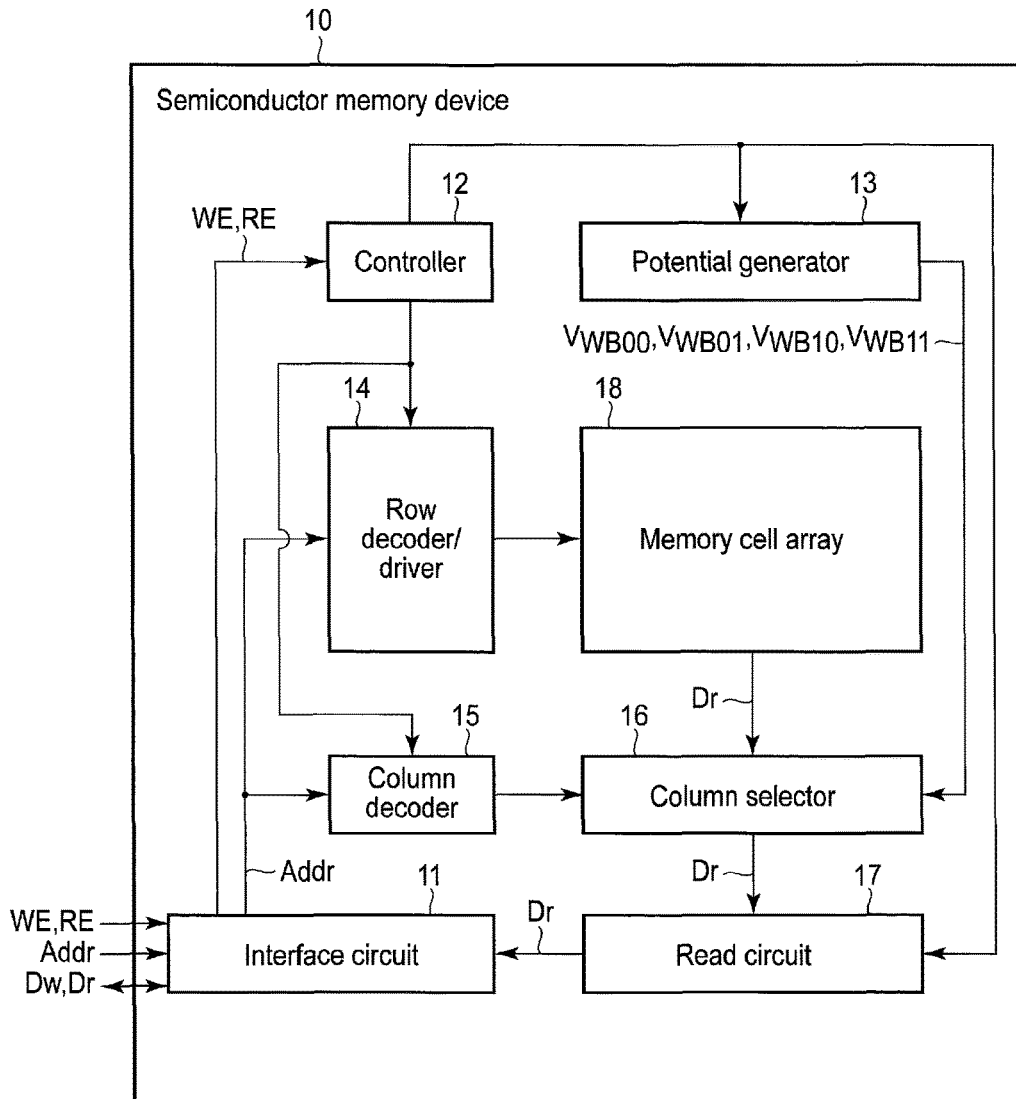 10
Semiconductor memory device
12
13
WE,RE
Controller
Potential generator
VWB00,VWB01,VWB10,VWB11
14
18
Row
decoder/
driver
Memory cell array
Dr
15
16
Column
decoder
Column selector
Addr
11
Dr
17
WE,RE
Addr
Dw,Dr
Interface circuit
Dr
Read circuit